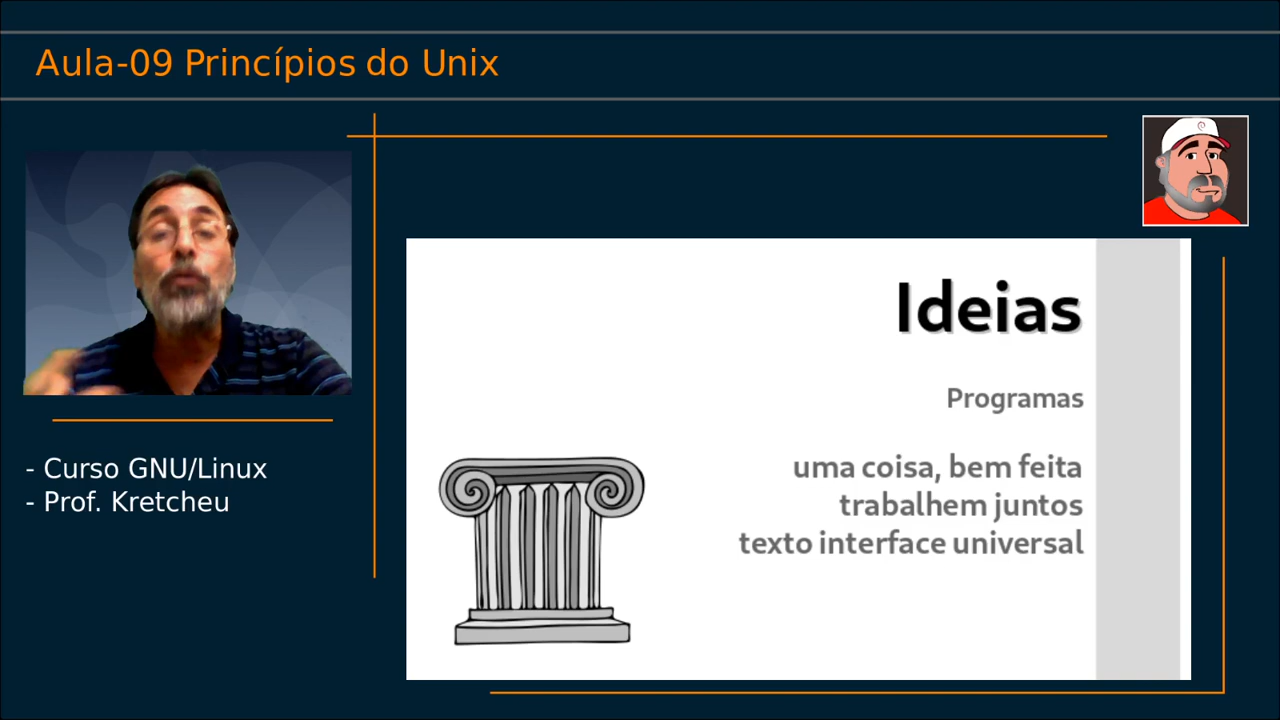 Aula-09 Princípios do Unix
- Curso GNU/Linux
- Prof. Kretcheu
Ideias
Programas
uma coisa, bem feita
trabalhem juntos
texto interface universal